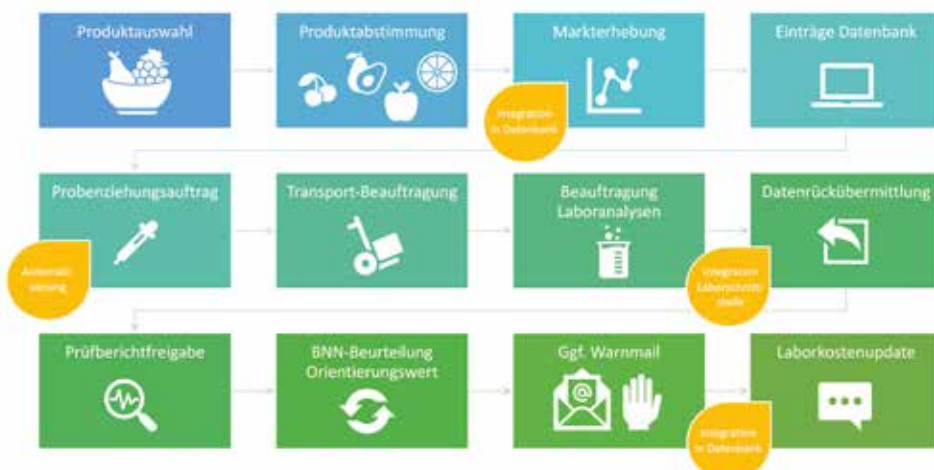 Produktauswahl
Produktabstimmung
Markterhebung
Einträge Datenbank
Integration
in Datenbank
Probenziehungsauftrag
Transport-Beauftragung
Beauftragung
Laboranalysen
Datenrückübermittlung
Automati-
sierung
Integration
Laborschnitt-
stelle
Prüfberichtfreigabe
BNN-Beurteilung
Orientierungswert
Ggf. Warnmail
@
Laborkostenupdate
Integration
in Datenbank